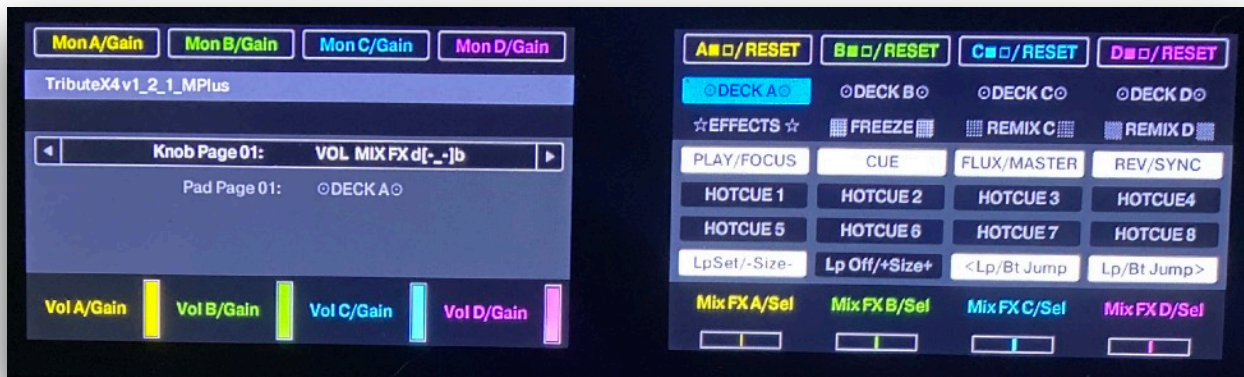 Mon A/Gain Mon B/Gain Mon C/Gain Mon D/Gain
TributeX4 v1_2_1_MPlus
Knob Page 01: VOL MIX FX d[-_-]b
Pad Page 01: ⊙DECK A⊙
Vol A/Gain Vol B/Gain Vol C/Gain Vol D/Gain
A■□/RESET B■□/RESET C■□/RESET D■□/RESET
⊙DECK A⊙ ⊙DECK B⊙ ⊙DECK C⊙ ⊙DECK D⊙
☆EFFECTS ☆ ▦FREEZE▦ ▦REMIX C▦ ▦REMIX D▦
PLAY/FOCUS CUE FLUX/MASTER REV/SYNC
HOTCUE 1 HOTCUE 2 HOTCUE 3 HOTCUE4
HOTCUE 5 HOTCUE 6 HOTCUE 7 HOTCUE 8
LpSet/-Size- Lp Off/+Size+ <Lp/Bt Jump Lp/Bt Jump>
Mix FX A/Sel Mix FX B/Sel Mix FX C/Sel Mix FX D/Sel